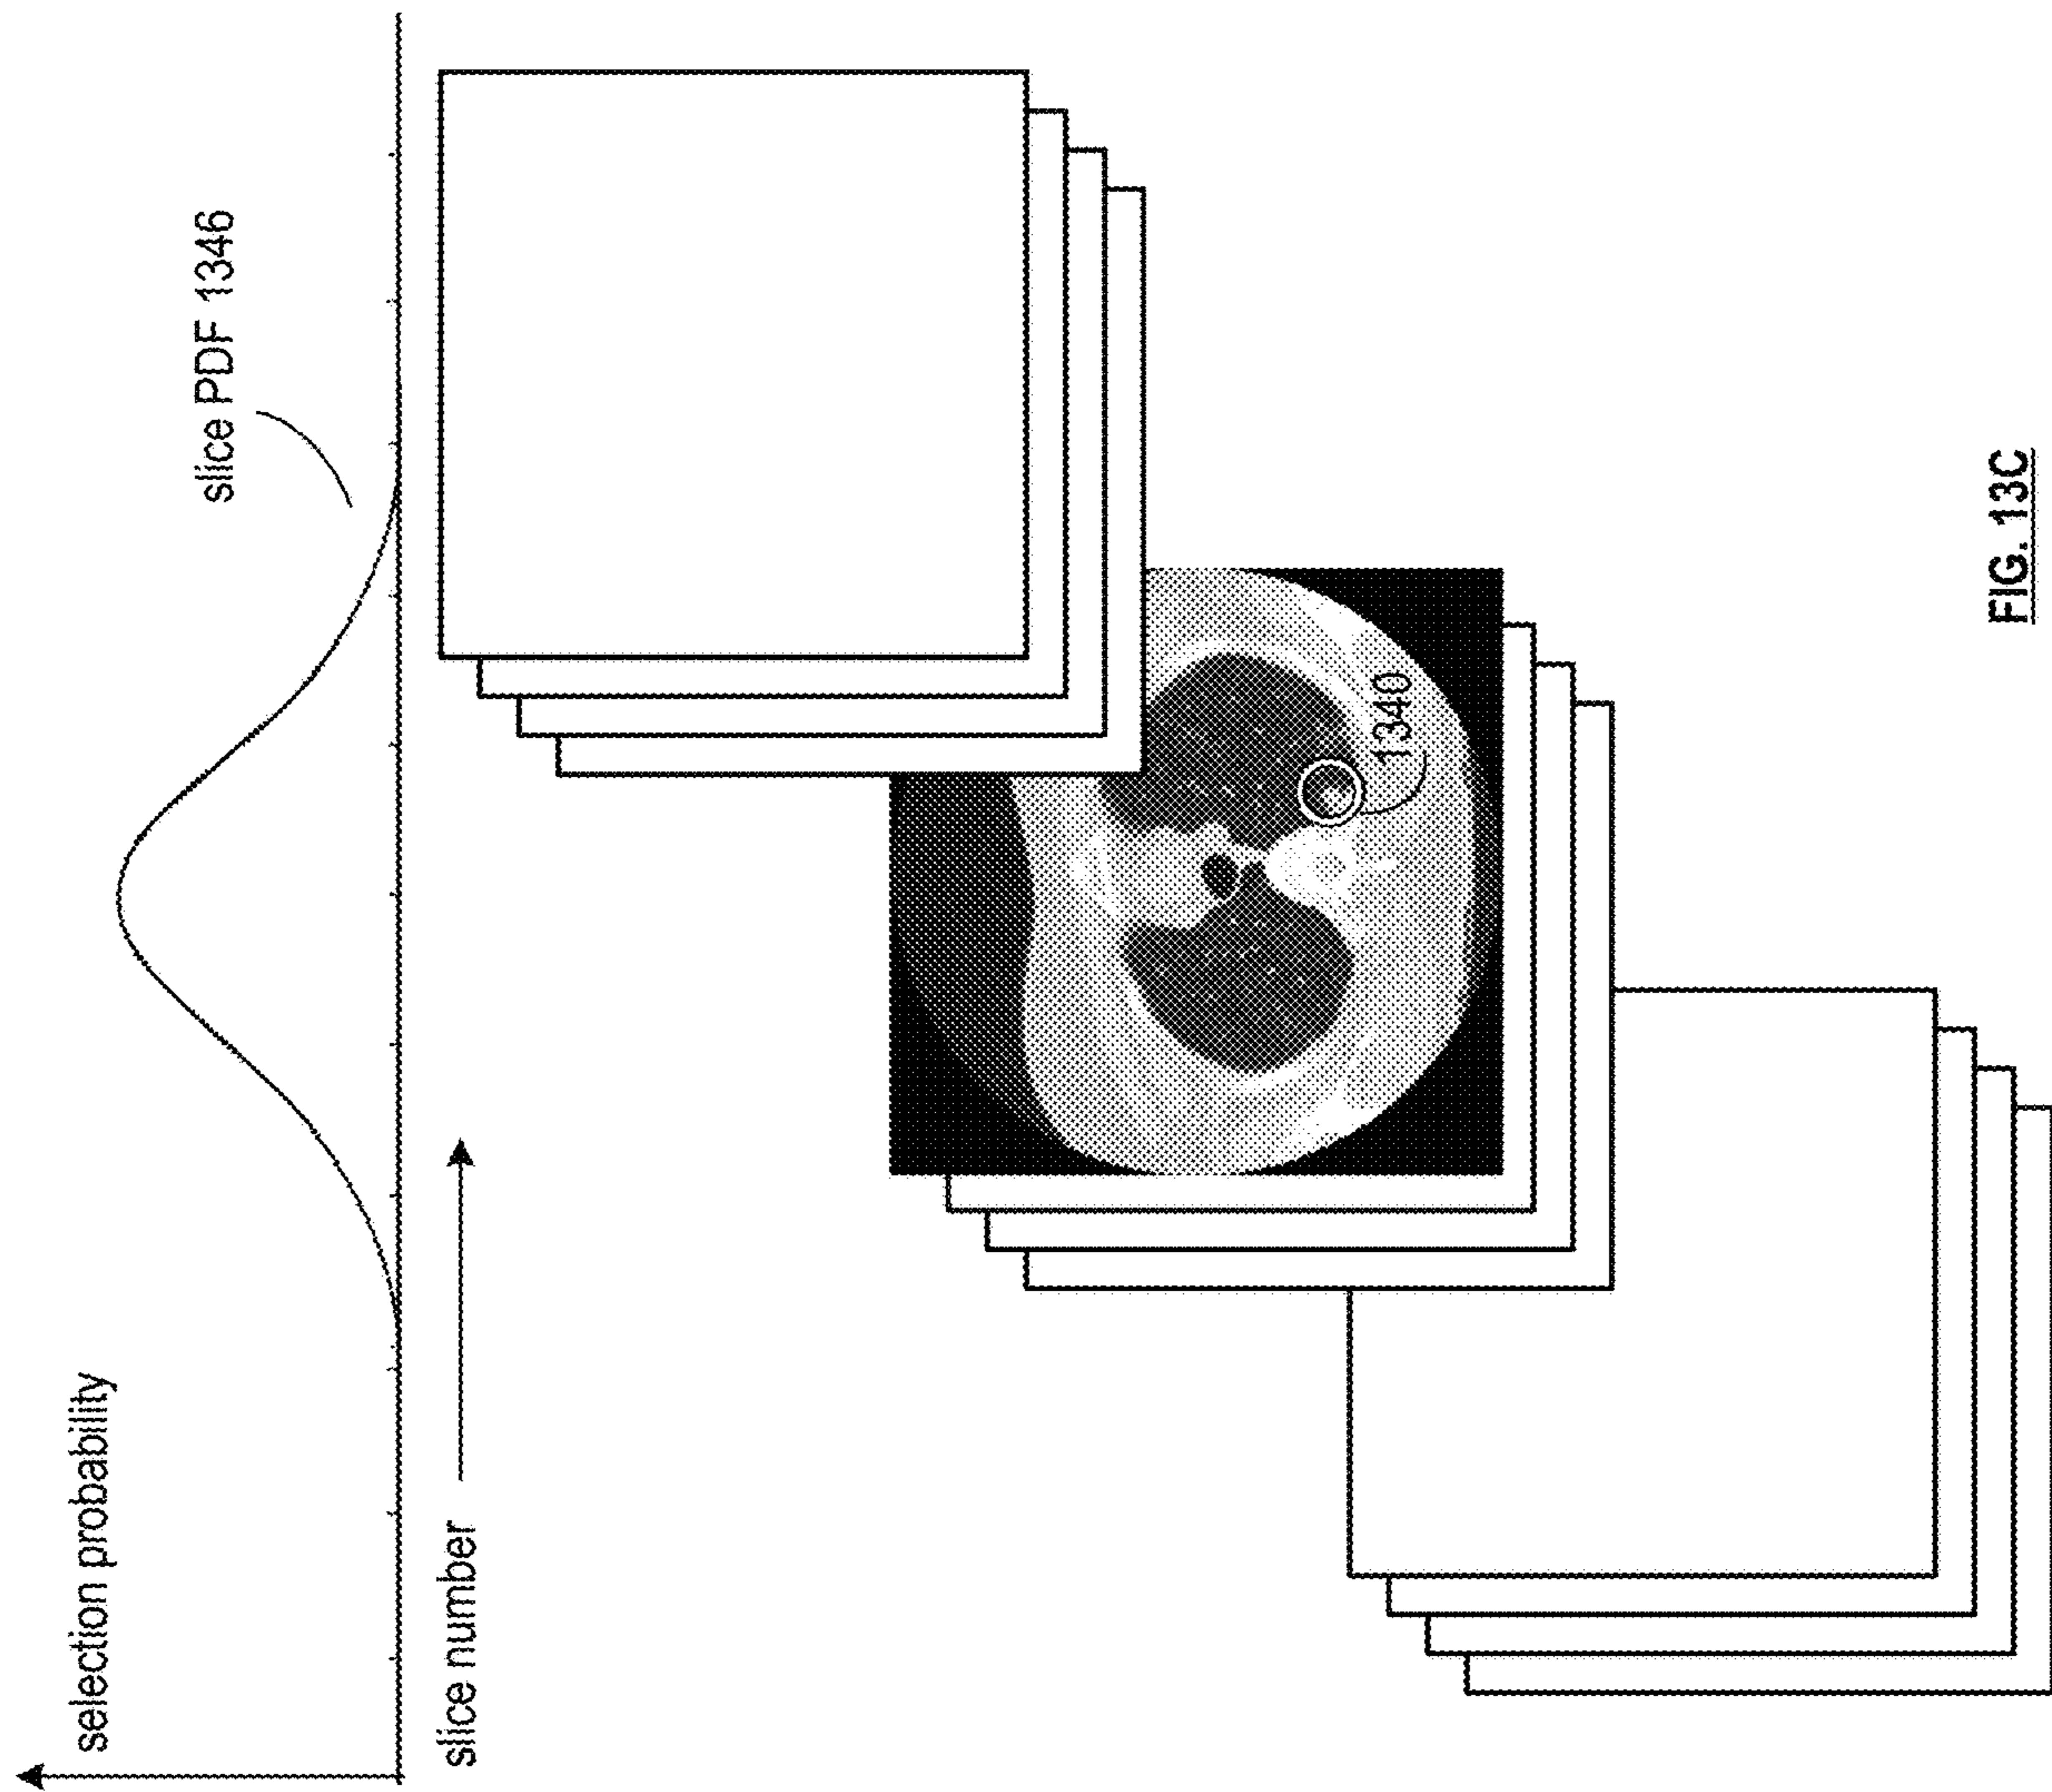 selection probability
slice PDF 1346
slice number
1340
FIG. 13C